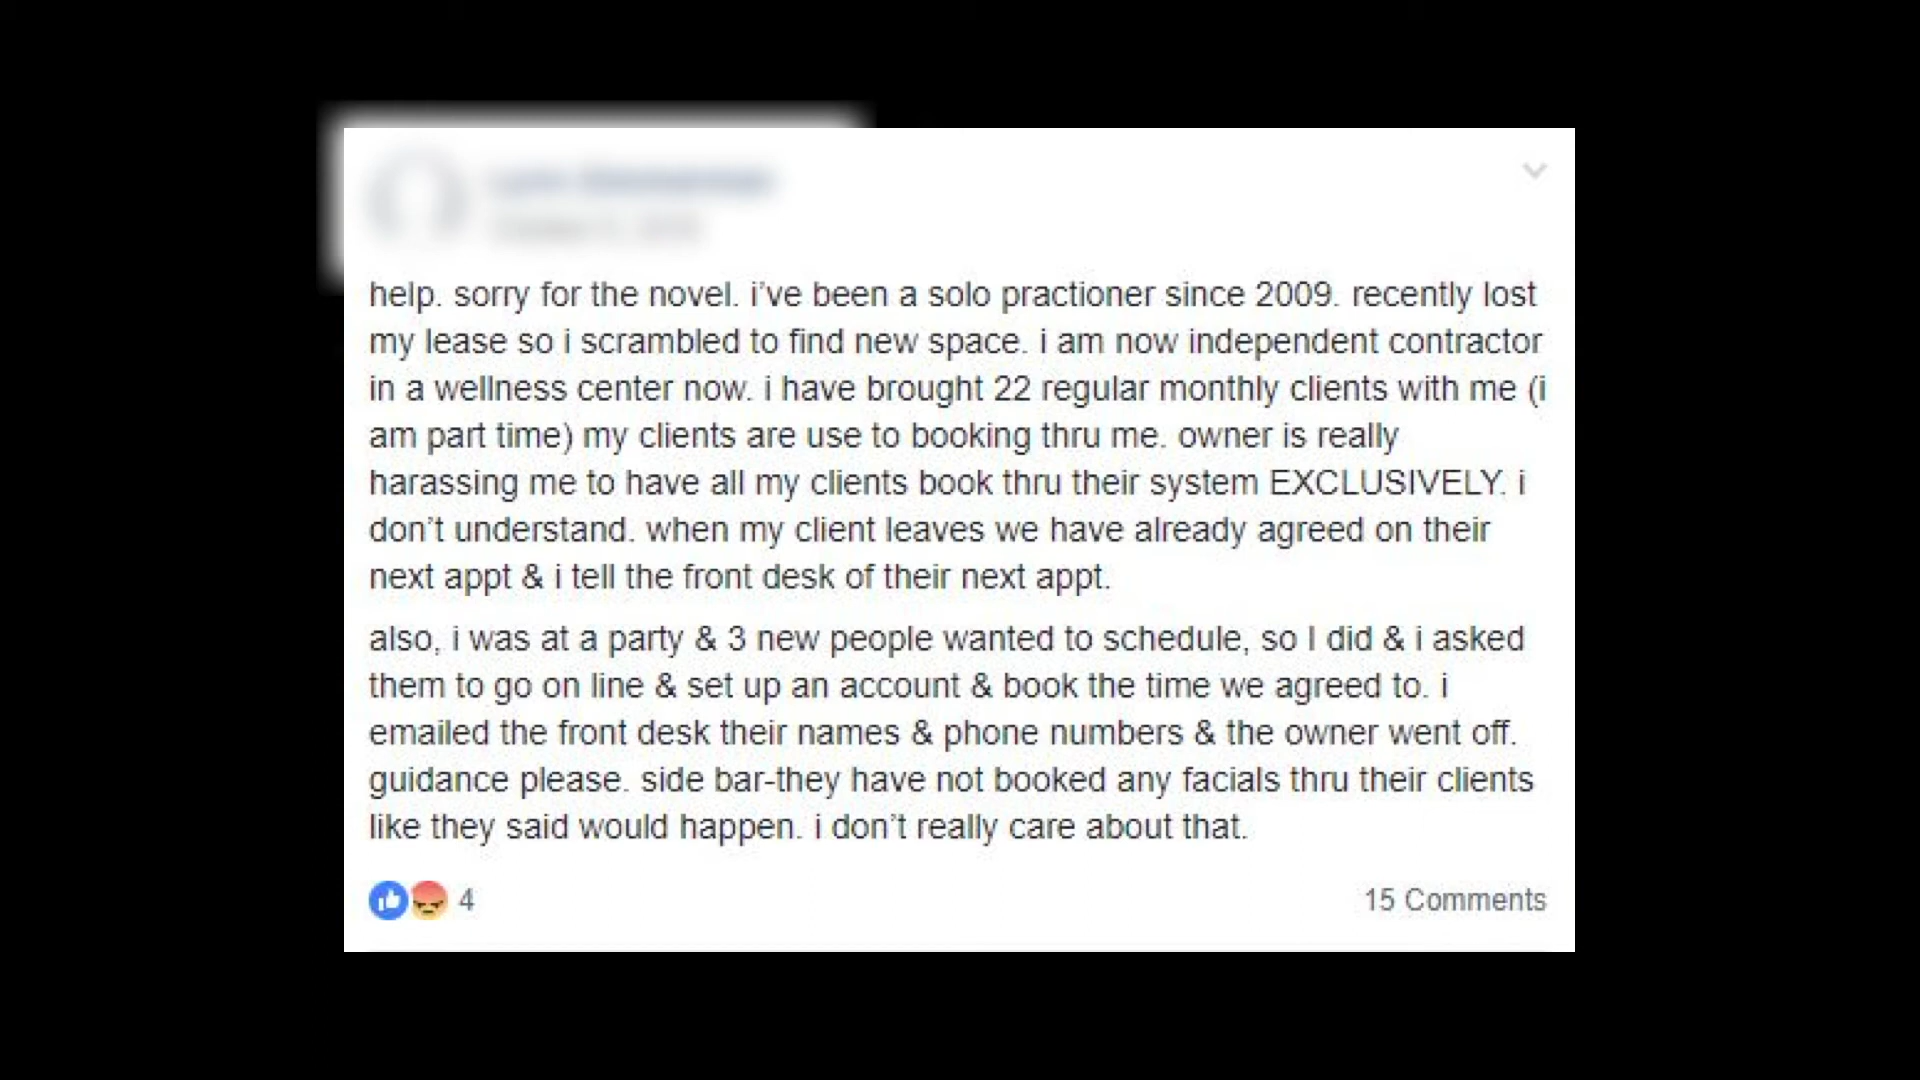 help. sorry for the novel. i've been a solo practioner since 2009. recently lost
my lease so i scrambled to find new space. i am now independent contractor
in a wellness center now. i have brought 22 regular monthly clients with me (i
am part time) my clients are use to booking thru me. owner is really
harassing me to have all my clients book thru their system EXCLUSIVELY. i
don't understand. when my client leaves we have already agreed on their
next appt & i tell the front desk of their next appt.
also, i was at a party & 3 new people wanted to schedule, so I did & i asked
them to go on line & set up an account & book the time we agreed to. i
emailed the front desk their names & phone numbers & the owner went off.
guidance please. side bar-they have not booked any facials thru their clients
like they said would happen. i don't really care about that.
4
15 Comments